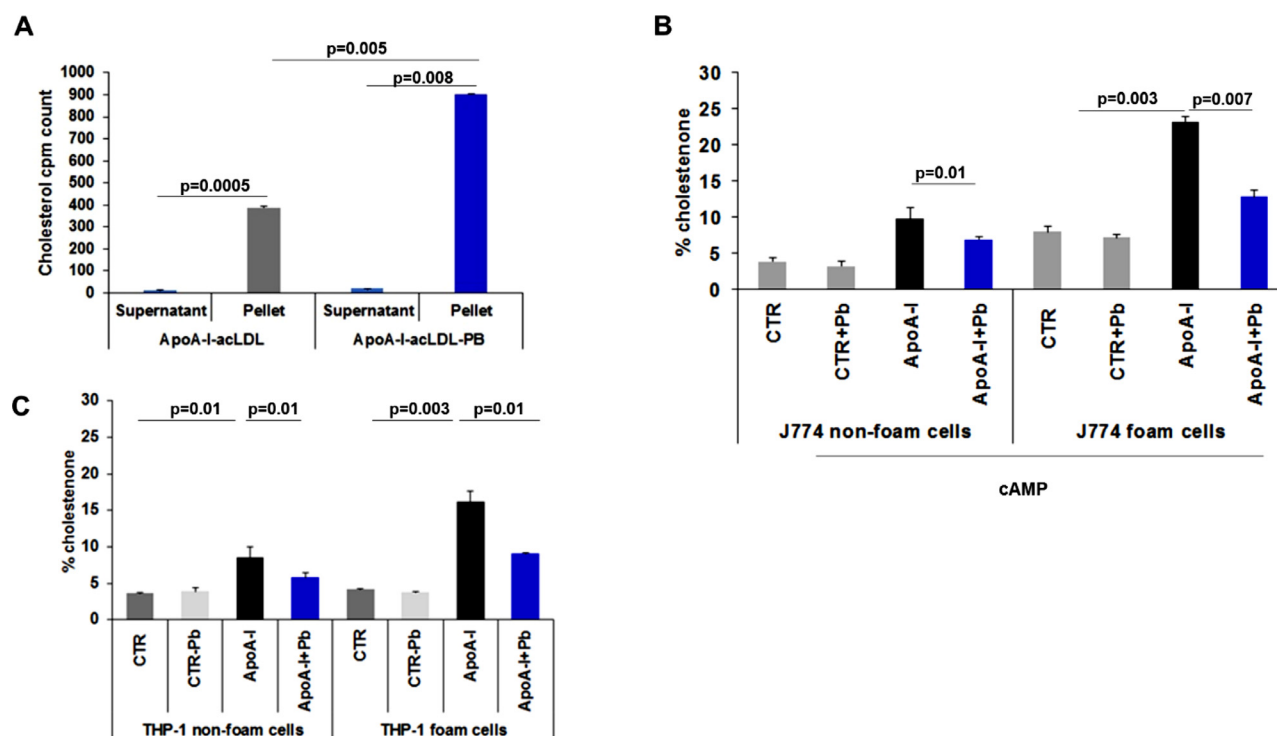 A
p=0.005
p=0.008
p=0.0005
Cholesterol cpm count
1000
900
800
700
600
500
400
300
200
100
0
Supernatant Pellet Supernatant Pellet
ApoA-I-acLDL ApoA-I-acLDL-PB
B
p=0.003 p=0.007
p=0.01
% cholestenone
30
25
20
15
10
5
0
CTR CTR+Pb ApoA-I ApoA-I+Pb CTR CTR+Pb ApoA-I ApoA-I+Pb
J774 non-foam cells J774 foam cells
cAMP
C
p=0.01 p=0.01 p=0.003 p=0.01
% cholestenone
30
25
20
15
10
5
0
CTR CTR-Pb ApoA-I ApoA-I+Pb CTR CTR-Pb ApoA-I ApoA-I+Pb
THP-1 non-foam cells THP-1 foam cells